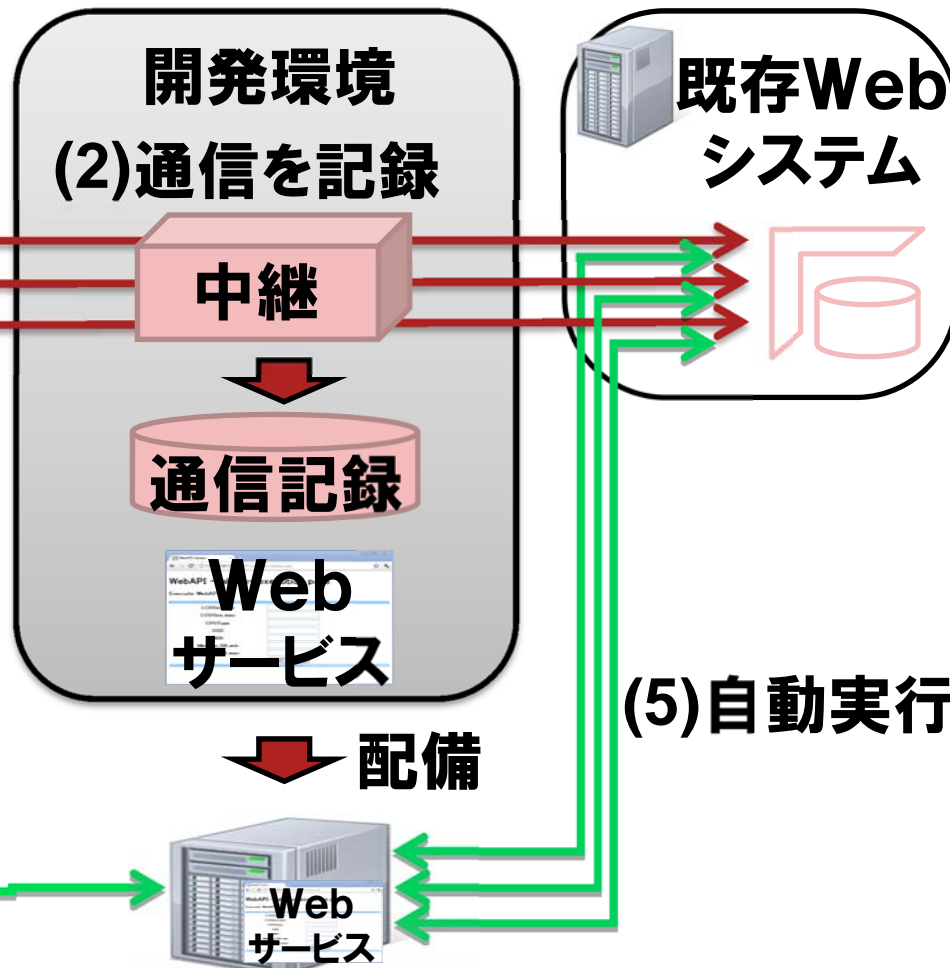 開発環境
(2)通信を記録
中継
通信記録
Web
サービス
配備
Web
サービス
既存Web
システム
(5)自動実行